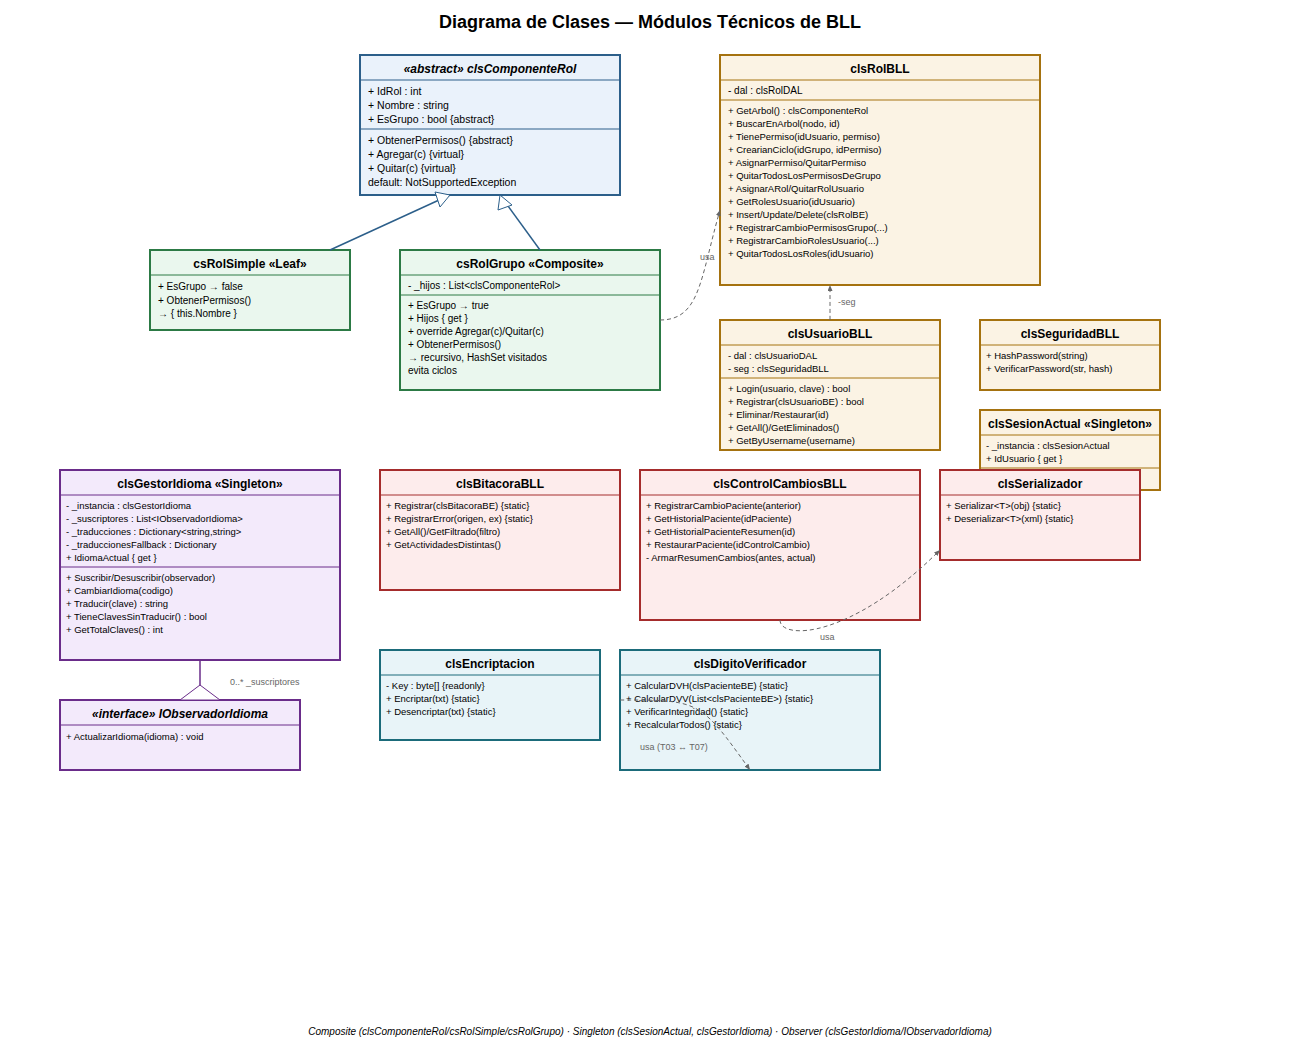 Diagrama de Clases — Módulos Técnicos de BLL
«abstract» clsComponenteRol
+ IdRol : int
+ Nombre : string
+ EsGrupo : bool {abstract}
+ ObtenerPermisos() {abstract}
+ Agregar(c) {virtual}
+ Quitar(c) {virtual}
default: NotSupportedException
clsRolBLL
- dal : clsRolDAL
+ GetArbol() : clsComponenteRol
+ BuscarEnArbol(nodo, id)
+ TienePermiso(idUsuario, permiso)
+ CrearianCiclo(idGrupo, idPermiso)
+ AsignarPermiso/QuitarPermiso
+ QuitarTodosLosPermisosDeGrupo
+ AsignarARol/QuitarRolUsuario
+ GetRolesUsuario(idUsuario)
+ Insert/Update/Delete(clsRolBE)
+ RegistrarCambioPermisosGrupo(...)
+ RegistrarCambioRolesUsuario(...)
+ QuitarTodosLosRoles(idUsuario)
csRolSimple «Leaf»
+ EsGrupo → false
+ ObtenerPermisos()
→ { this.Nombre }
csRolGrupo «Composite»
- _hijos : List<clsComponenteRol>
+ EsGrupo → true
+ Hijos { get }
+ override Agregar(c)/Quitar(c)
+ ObtenerPermisos()
→ recursivo, HashSet visitados
evita ciclos
usa
-seg
clsUsuarioBLL
- dal : clsUsuarioDAL
- seg : clsSeguridadBLL
+ Login(usuario, clave) : bool
+ Registrar(clsUsuarioBE) : bool
+ Eliminar/Restaurar(id)
+ GetAll()/GetEliminados()
+ GetByUsername(username)
clsSeguridadBLL
+ HashPassword(string)
+ VerificarPassword(str, hash)
clsSesionActual «Singleton»
- _instancia : clsSesionActual
+ IdUsuario { get }
clsGestorIdioma «Singleton»
- _instancia : clsGestorIdioma
- _suscriptores : List<IObservadorIdioma>
- _traducciones : Dictionary<string,string>
- _traduccionesFallback : Dictionary
+ IdiomaActual { get }
+ Suscribir/Desuscribir(observador)
+ CambiarIdioma(codigo)
+ Traducir(clave) : string
+ TieneClavesSinTraducir() : bool
+ GetTotalClaves() : int
clsBitacoraBLL
+ Registrar(clsBitacoraBE) {static}
+ RegistrarError(origen, ex) {static}
+ GetAll()/GetFiltrado(filtro)
+ GetActividadesDistintas()
clsControlCambiosBLL
+ RegistrarCambioPaciente(anterior)
+ GetHistorialPaciente(idPaciente)
+ GetHistorialPacienteResumen(id)
+ RestaurarPaciente(idControlCambio)
- ArmarResumenCambios(antes, actual)
clsSerializador
+ Serializar<T>(obj) {static}
+ Deserializar<T>(xml) {static}
usa
0..* _suscriptores
«interface» IObservadorIdioma
+ ActualizarIdioma(idioma) : void
clsEncriptacion
- Key : byte[] {readonly}
+ Encriptar(txt) {static}
+ Desencriptar(txt) {static}
clsDigitoVerificador
+ CalcularDVH(clsPacienteBE) {static}
+ CalcularDVV(List<clsPacienteBE>) {static}
+ VerificarIntegridad() {static}
+ RecalcularTodos() {static}
usa (T03 ↔ T07)
Composite (clsComponenteRol/csRolSimple/csRolGrupo) · Singleton (clsSesionActual, clsGestorIdioma) · Observer (clsGestorIdioma/IObservadorIdioma)